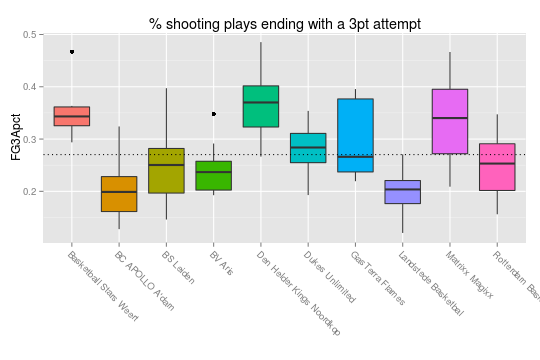 % shooting plays ending with a 3pt attempt
FG3Apct
0.5
0.4
0.3
0.2
Basketball Stars Weert
BC APOLLO A'dam
BS Leiden
BV Aris
Den Helder Kings Noordkop
Dukes Unlimited
GasTerra Flames
Landstede Basketbal
Matrixx Magixx
Rotterdam Bas